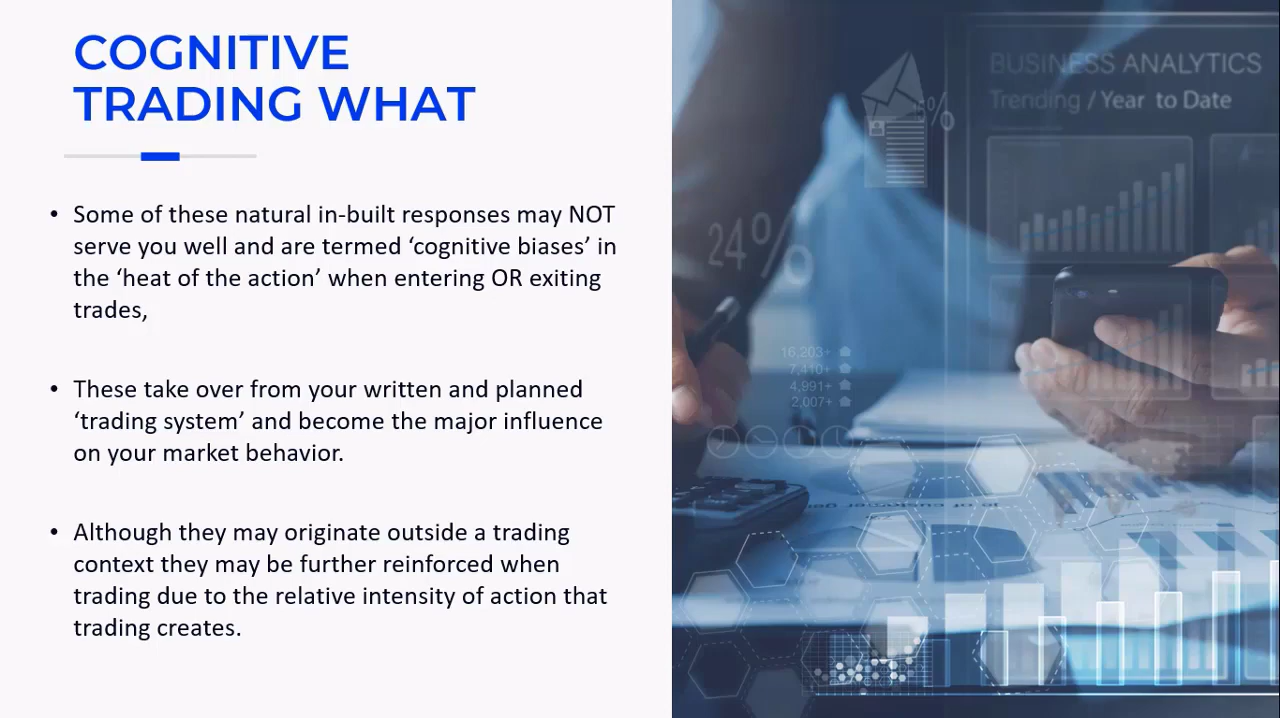 COGNITIVE
TRADING WHAT
• Some of these natural in-built responses may NOT
serve you well and are termed ‘cognitive biases’ in
the ‘heat of the action’ when entering OR exiting
trades,
• These take over from your written and planned
‘trading system’ and become the major influence
on your market behavior.
• Although they may originate outside a trading
context they may be further reinforced when
trading due to the relative intensity of action that
trading creates.
BUSINESS ANALYTICS
Trending / Year to Date
24%
16,203+
7,410+
4,991+
2,007+